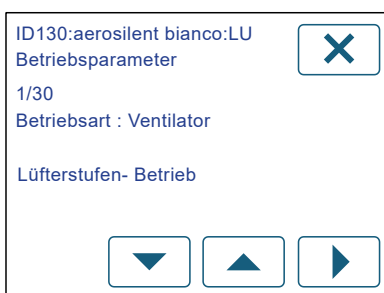 ID130:aerosilent bianco:LU
Betriebsparameter
1/30
Betriebsart : Ventilator
Lüfterstufen- Betrieb